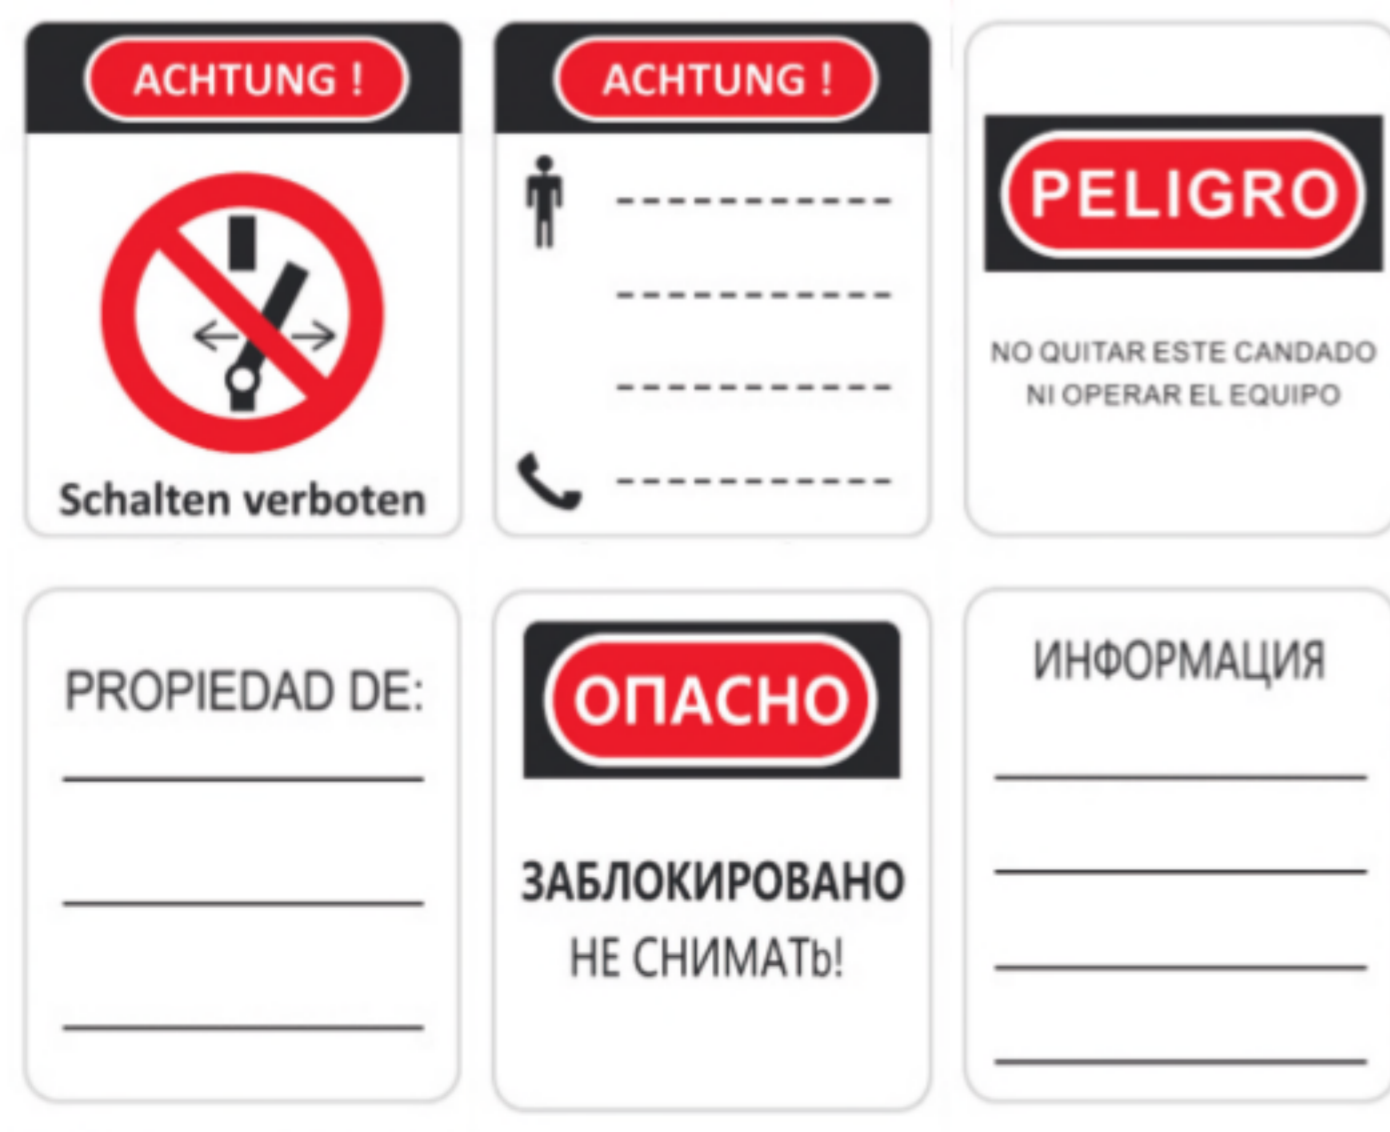 ACHTUNG !
Schalten verboten
ACHTUNG !
PELIGRO
NO QUITAR ESTE CANDADO
NI OPERAR EL EQUIPO
PROPIEDAD DE:
ОПАСНО
ЗАБЛОКИРОВАНО
НЕ СНИМАТЬ!
ИНФОРМАЦИЯ